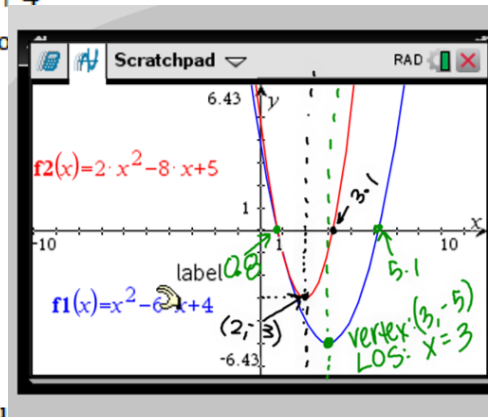 Scratchpad RAD
6.43 y
f2(x)=2·x²-8·x+5
3.1
1
-10 1 10 x
label 0.8 5.1
f1(x)=x²-6·x+4
(2,-3)
vertex: (3,-5)
LOS: x=3
-6.43